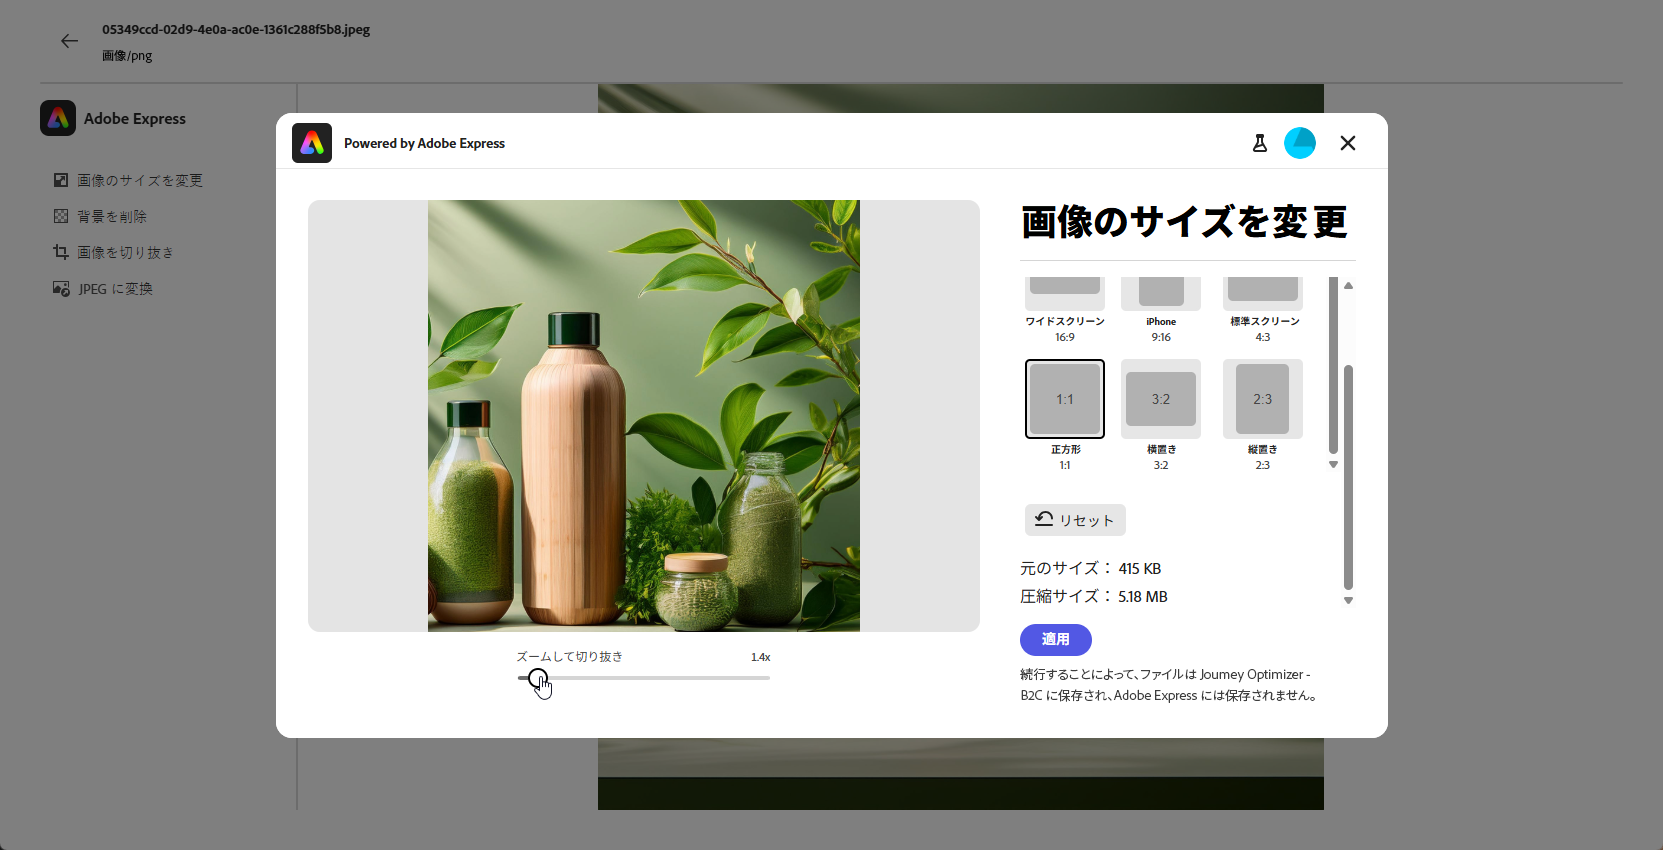 05349ccd-02d9-4e0a-ac0e-1361c288f5b8.jpeg
画像/png
Adobe Express
画像のサイズを変更
背景を削除
画像を切り抜き
JPEG に変換
Powered by Adobe Express
画像のサイズを変更
ワイドスクリーン
16:9
iPhone
9:16
標準スクリーン
4:3
1:1
正方形
1:1
3:2
横置き
3:2
2:3
縦置き
2:3
リセット
元のサイズ： 415 KB
圧縮サイズ： 5.18 MB
適用
続行することによって、ファイルは Journey Optimizer -
B2C に保存され、Adobe Express には保存されません。
ズームして切り抜き
1.4x